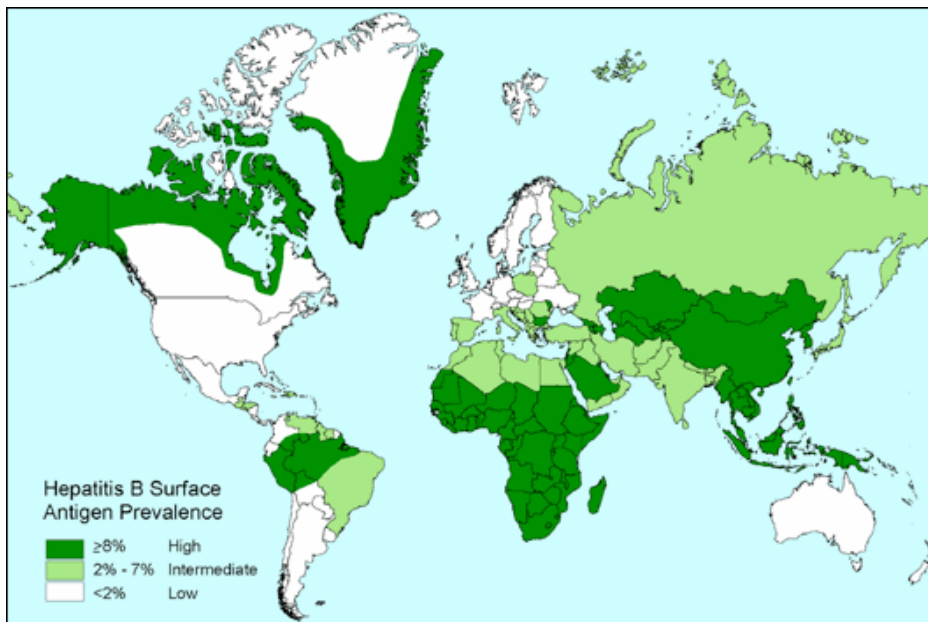 Hepatitis B Surface
Antigen Prevalence
≥8% High
2% - 7% Intermediate
<2% Low